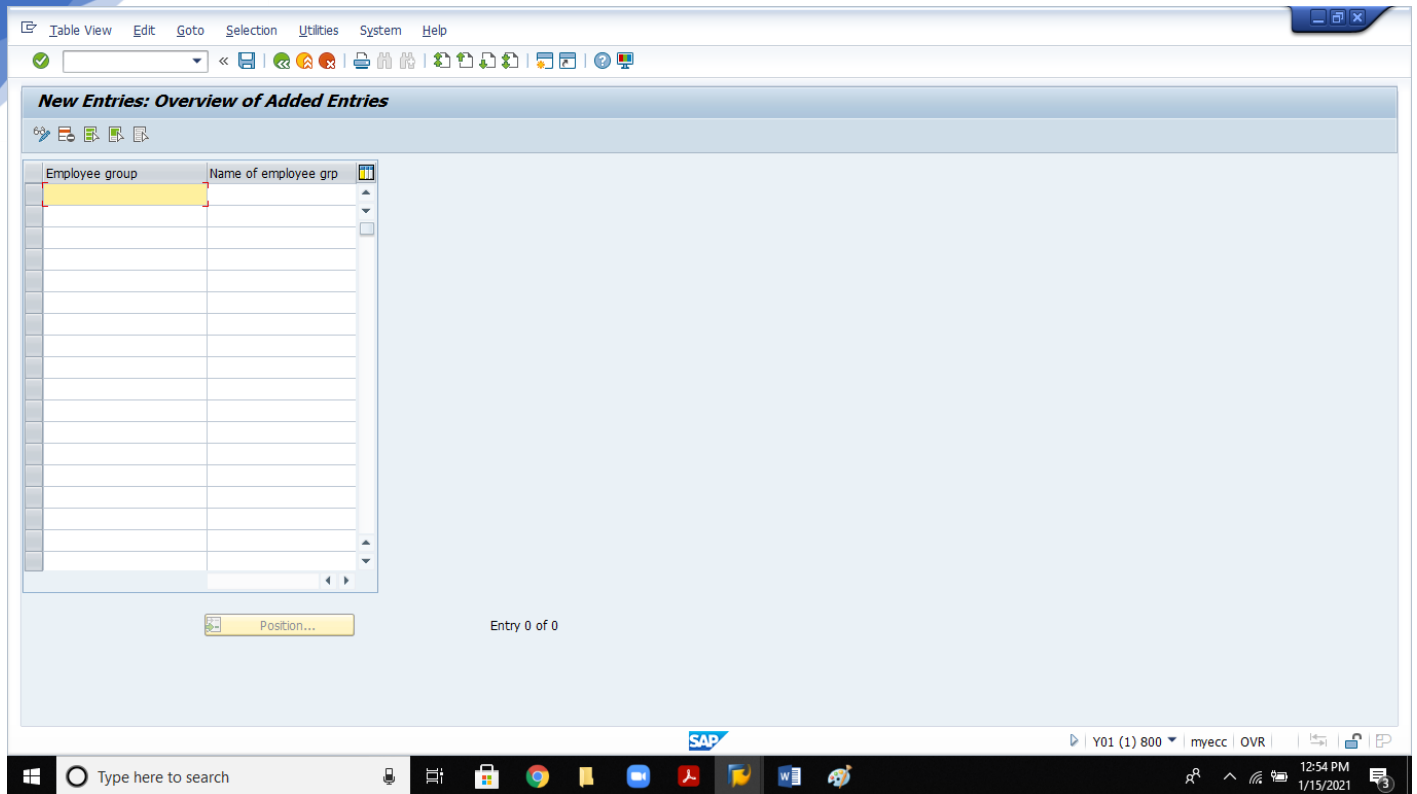 Table View Edit Goto Selection Utilities System Help
New Entries: Overview of Added Entries
Employee group Name of employee grp
Position... Entry 0 of 0
SAP Y01 (1) 800 myecc OVR
Type here to search 12:54 PM
1/15/2021 3